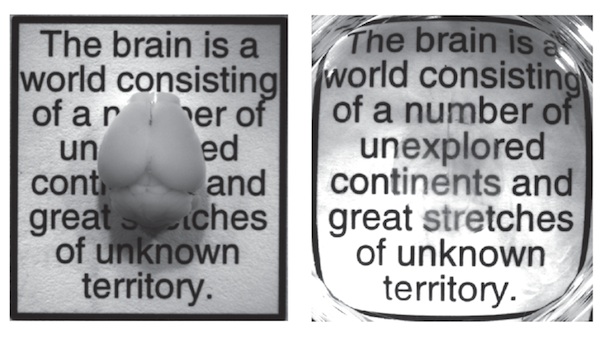 The brain is a
world consisting
of a of
and
great
of unknown
territory.
The brain is a
world consisting
of a number of
unexplored
continents and
great stretches
of unknown
territory.